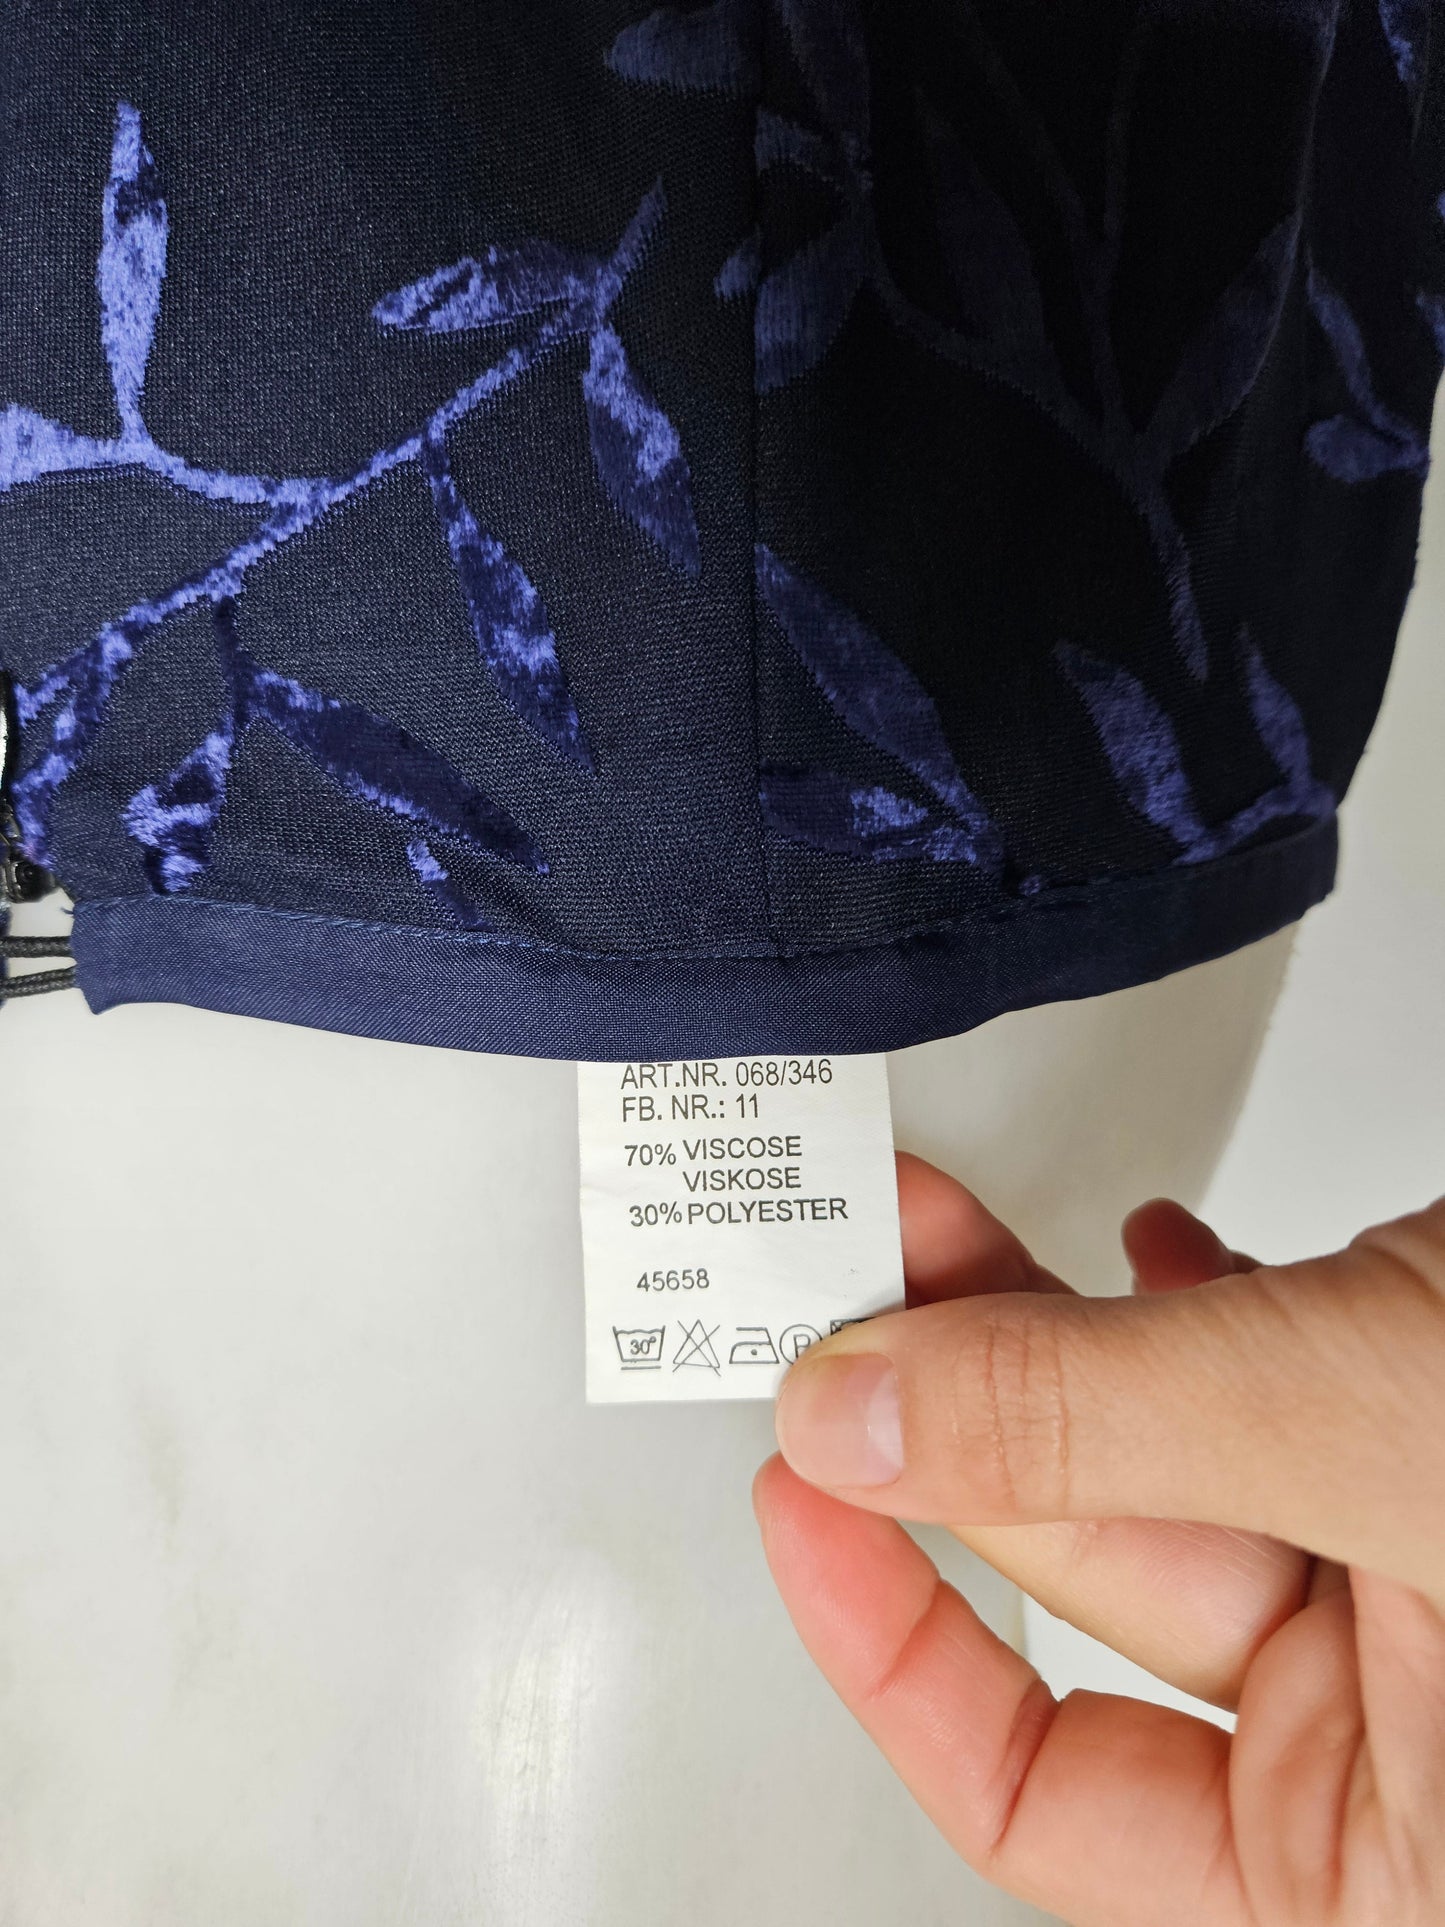 ART.NR. 068/346
FB. NR.: 11
70% VISCOSE
VISKOSE
30% POLYESTER
45658
30°